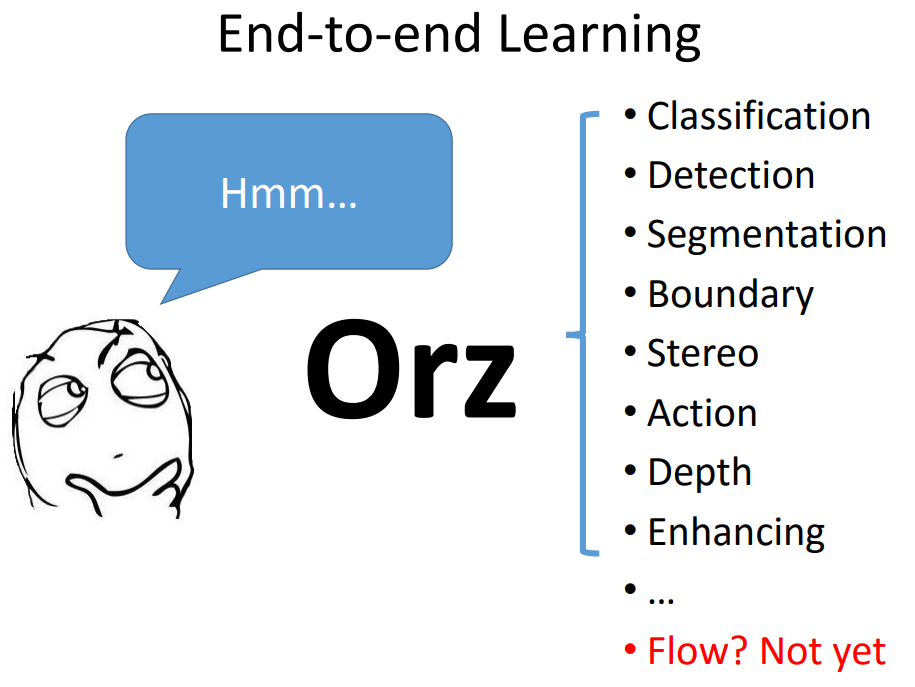 End-to-end Learning
Hmm...
Orz
• Classification
• Detection
• Segmentation
• Boundary
• Stereo
• Action
• Depth
• Enhancing
• ...
• Flow? Not yet